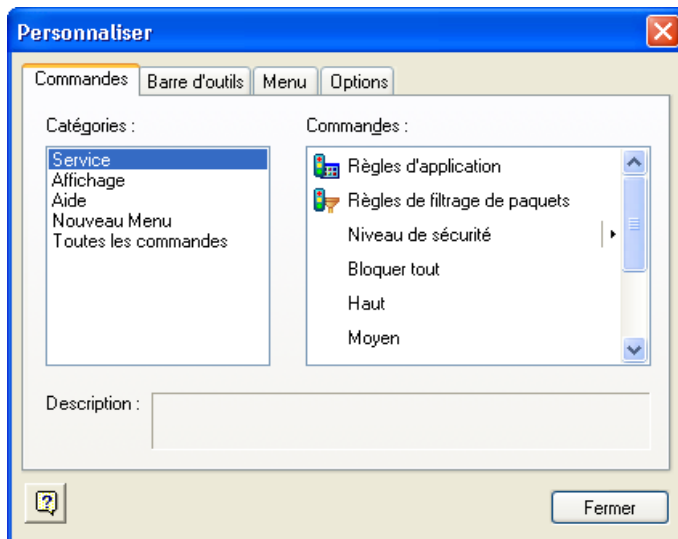 Personnaliser
Commandes
Barre d'outils
Menu
Options
Catégories :
Service
Affichage
Aide
Nouveau Menu
Toutes les commandes
Commandes :
Règles d'application
Règles de filtrage de paquets
Niveau de sécurité
Bloquer tout
Haut
Moyen
Description :
Fermer